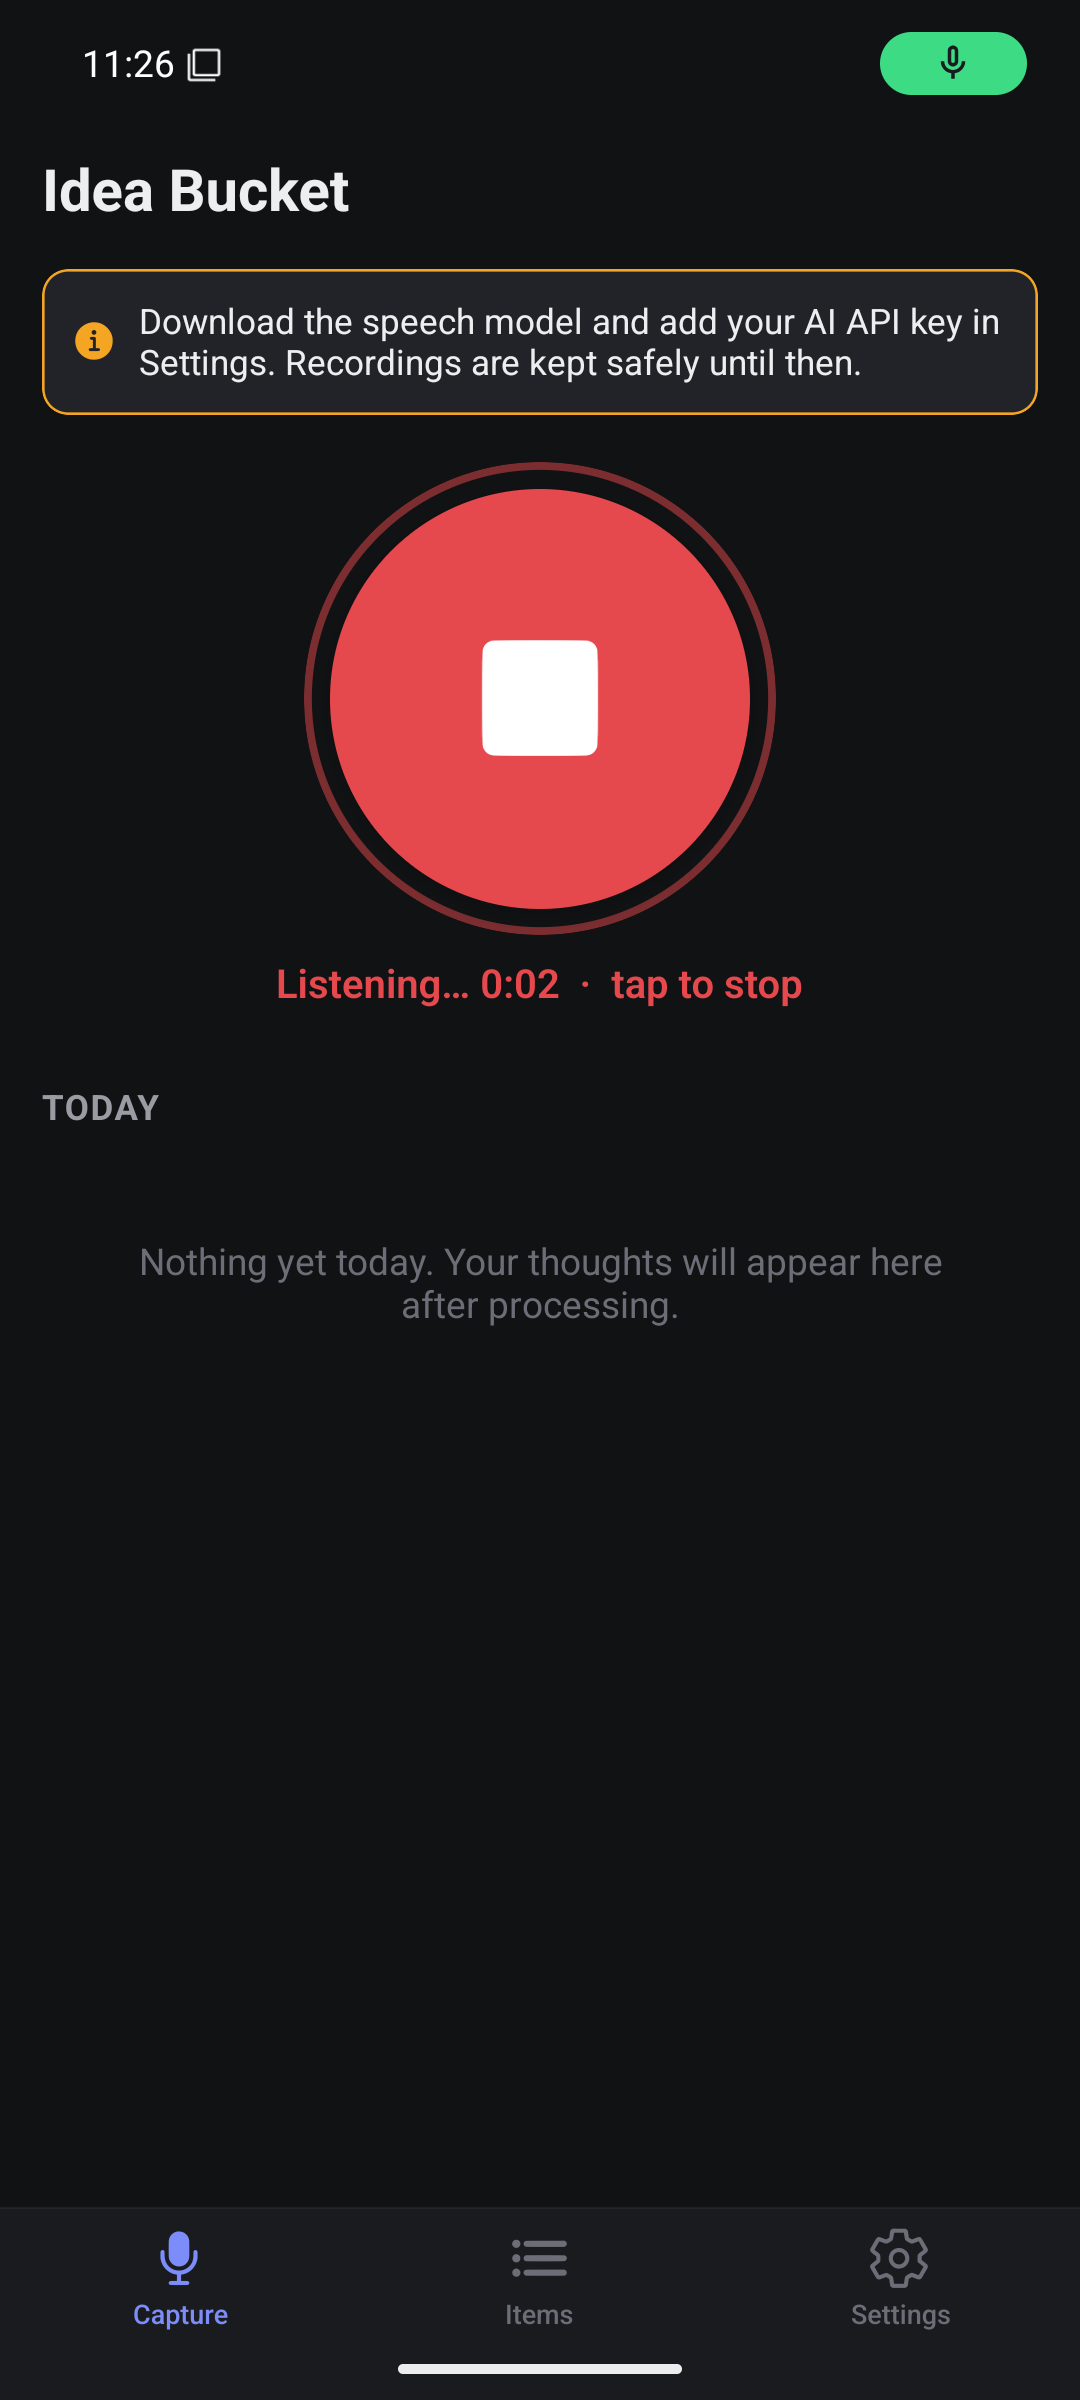 11:26
Idea Bucket
Download the speech model and add your AI API key in
Settings. Recordings are kept safely until then.
Listening... 0:02 · tap to stop
TODAY
Nothing yet today. Your thoughts will appear here
after processing.
Capture
Items
Settings